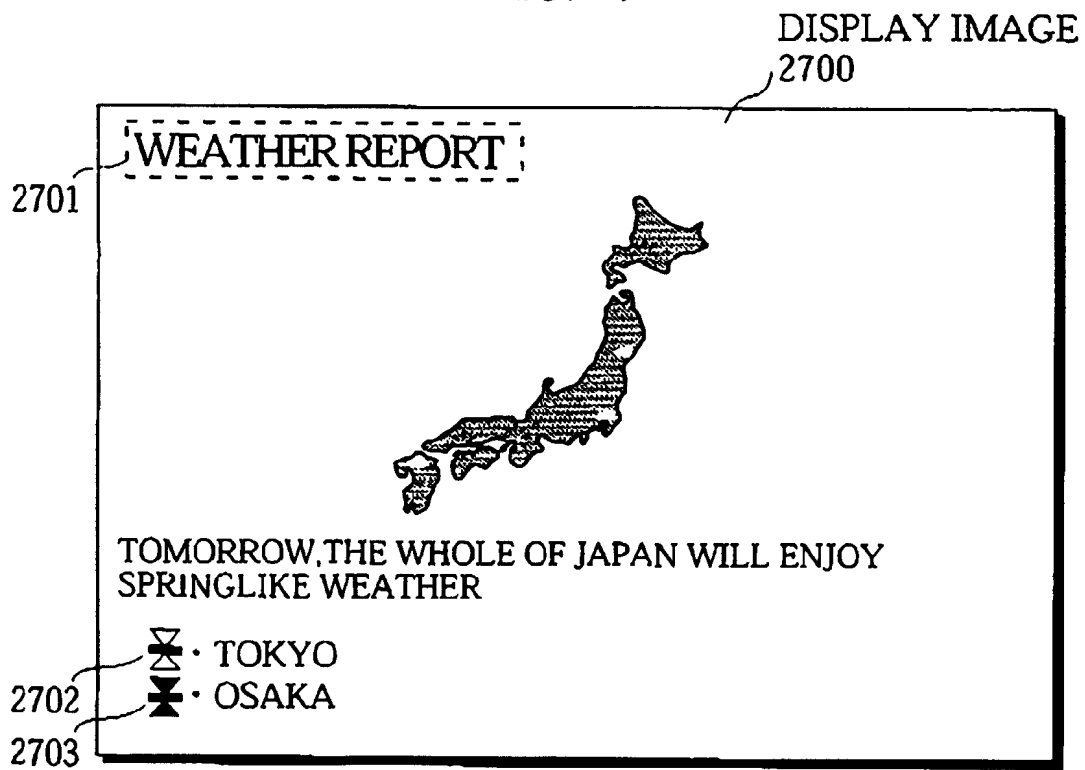 DISPLAY IMAGE
2700
WEATHER REPORT
2701
TOMORROW, THE WHOLE OF JAPAN WILL ENJOY
SPRINGLIKE WEATHER
· TOKYO
2702
· OSAKA
2703